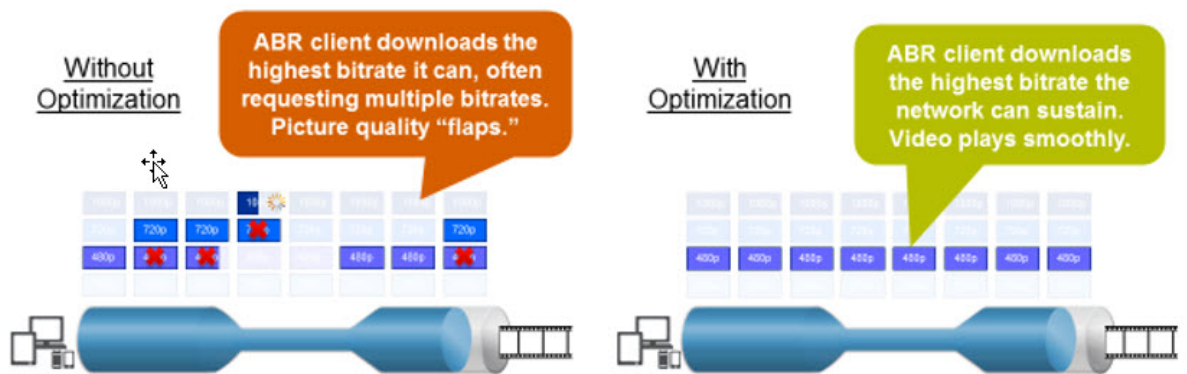 Without
Optimization
ABR client downloads the
highest bitrate it can, often
requesting multiple bitrates.
Picture quality “flaps.”
720p 720p 720p
480p 480p 480p
With
Optimization
ABR client downloads
the highest bitrate the
network can sustain.
Video plays smoothly.
480p 480p 480p 480p 480p 480p 480p 480p